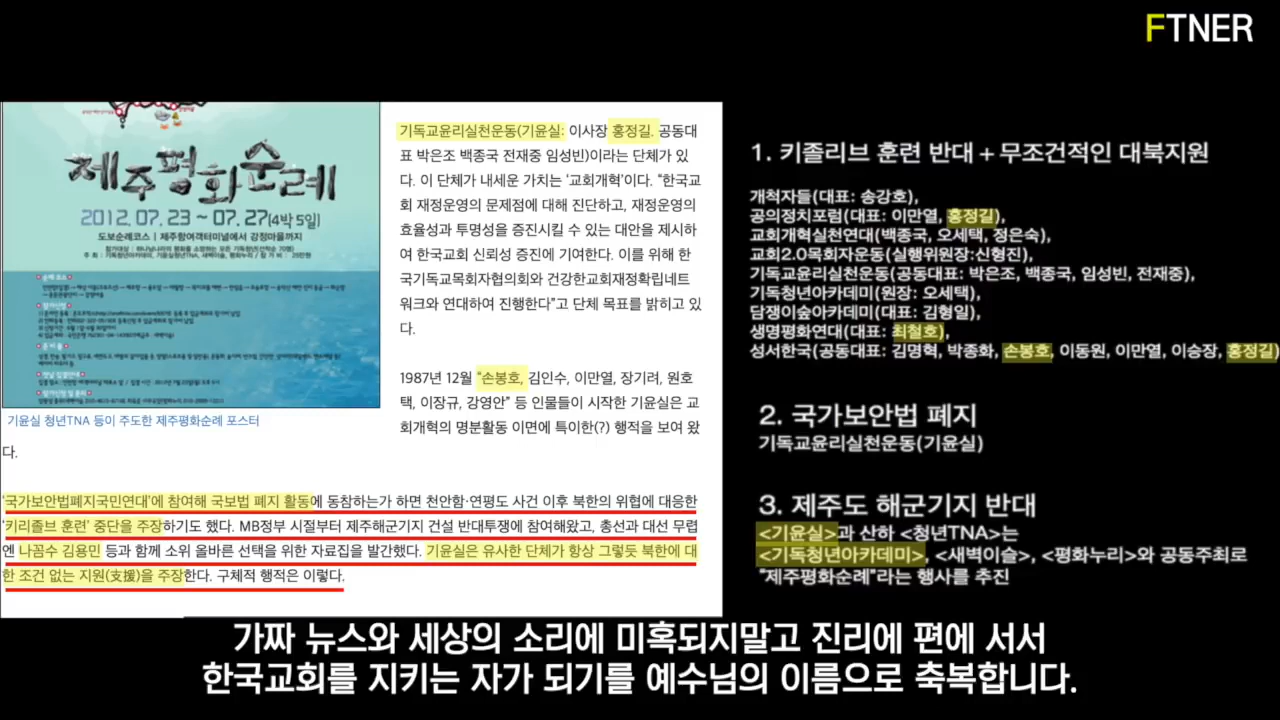 FTNER
제주평화순례
2012. 07. 23 ~ 07. 27(4박 5일)
도보순례코스 | 제주항여객터미널에서 강정마을까지
기윤실 청년TNA 등이 주도한 제주평화순례 포스터
기독교윤리실천운동(기윤실: 이사장 홍정길. 공동대
표 박은조 백종국 전재중 임성빈)이라는 단체가 있
다. 이 단체가 내세운 가치는 ‘교회개혁’이다. “한국교
회 재정운영의 문제점에 대해 진단하고, 재정운영의
효율성과 투명성을 증진시킬 수 있는 대안을 제시하
여 한국교회 신뢰성 증진에 기여한다. 이를 위해 한
국기독교목회자협의회와 건강한교회재정확립네트
워크와 연대하여 진행한다”고 단체 목표를 밝히고 있
다.
1987년 12월 “손봉호, 김인수, 이만열, 장기려, 원호
택, 이장규, 강영안” 등 인물들이 시작한 기윤실은 교
회개혁의 명분활동 이면에 특이한(?) 행적을 보여 왔
다.
‘국가보안법폐지국민연대’에 참여해 국보법 폐지 활동에 동참하는가 하면 천안함·연평도 사건 이후 북한의 위협에 대응한
‘키리졸브 훈련’ 중단을 주장하기도 했다. MB정부 시절부터 제주해군기지 건설 반대투쟁에 참여해왔고, 총선과 대선 무렵
엔 나꼼수 김용민 등과 함께 소위 올바른 선택을 위한 자료집을 발간했다. 기윤실은 유사한 단체가 항상 그렇듯 북한에 대
한 조건 없는 지원(支援)을 주장한다. 구체적 행적은 이렇다.
1. 키졸리브 훈련 반대 + 무조건적인 대북지원
개척자들(대표: 송강호),
공의정치포럼(대표: 이만열, 홍정길),
교회개혁실천연대(백종국, 오세택, 정은숙),
교회2.0목회자운동(실행위원장:신형진),
기독교윤리실천운동(공동대표: 박은조, 백종국, 임성빈, 전재중),
기독청년아카데미(원장: 오세택),
담쟁이숲아카데미(대표: 김형일),
생명평화연대(대표: 최철호),
성서한국(공동대표: 김명혁, 박종화, 손봉호, 이동원, 이만열, 이승장, 홍정길)
2. 국가보안법 폐지
기독교윤리실천운동(기윤실)
3. 제주도 해군기지 반대
<기윤실>과 산하 <청년TNA>는
<기독청년아카데미>, <새벽이슬>, <평화누리>와 공동주최로
"제주평화순례"라는 행사를 추진
가짜 뉴스와 세상의 소리에 미혹되지말고 진리에 편에 서서
한국교회를 지키는 자가 되기를 예수님의 이름으로 축복합니다.